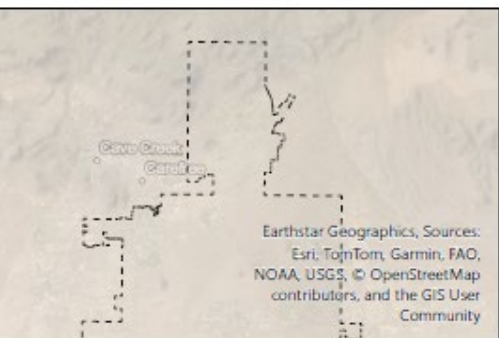 Cave Creek
Carefree
Earthstar Geographics, Sources:
Esri, TomTom, Garmin, FAO,
NOAA, USGS, © OpenStreetMap
contributors, and the GIS User
Community